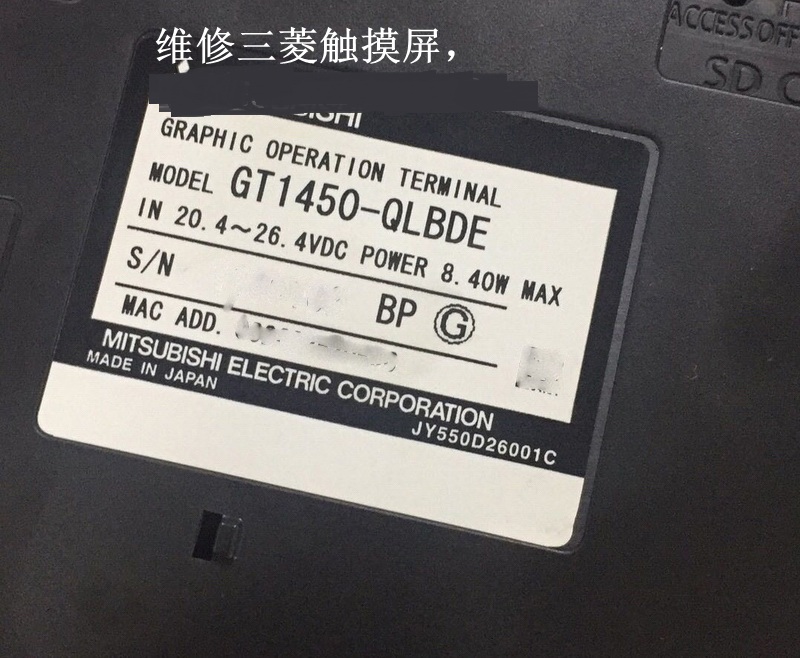 维修三菱触摸屏，
ACCESS OFF
SD C
GRAPHIC OPERATION TERMINAL
MODEL GT1450-QLBDE
IN 20.4～26.4VDC POWER 8.40W MAX
S/N BP G
MAC ADD.
MITSUBISHI ELECTRIC CORPORATION
MADE IN JAPAN
JY550D26001C